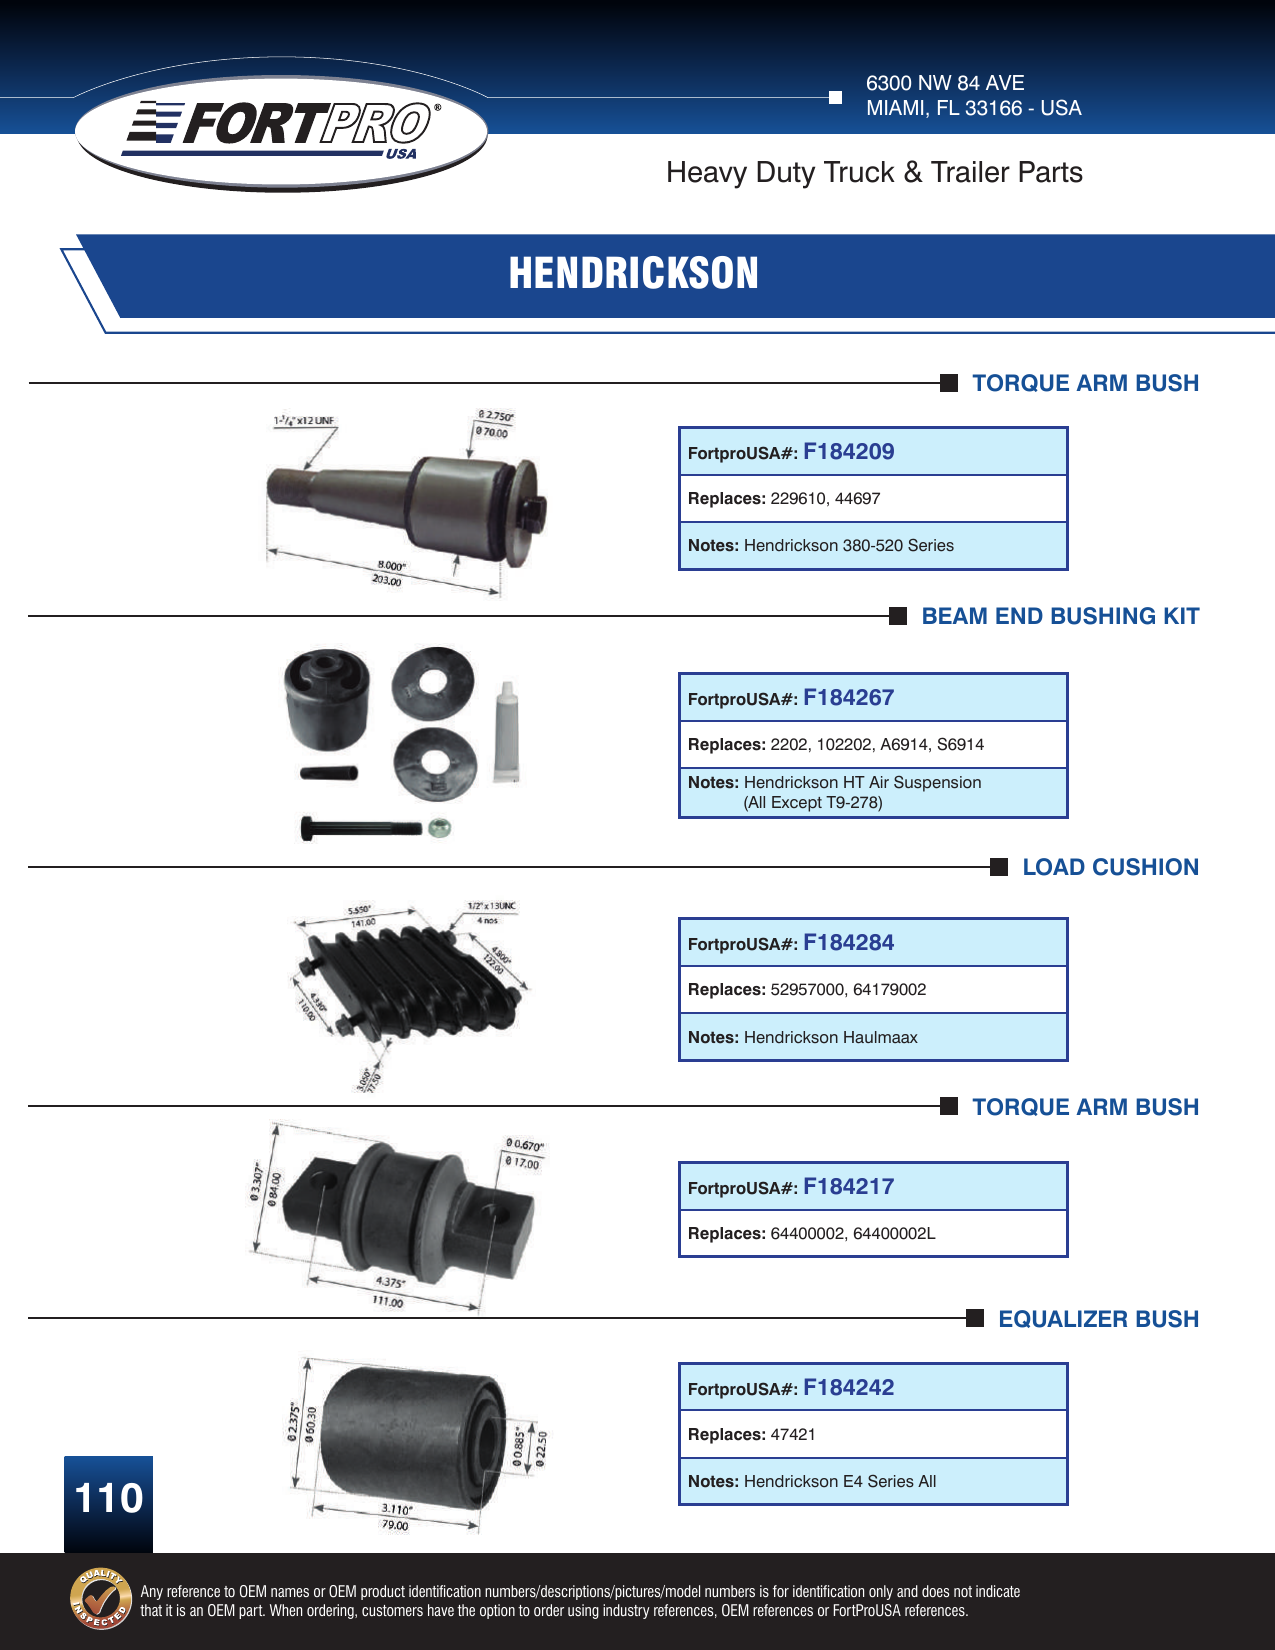 6300 NW 84 AVE
MIAMI, FL 33166 - USA
FORTPRO®
USA
Heavy Duty Truck & Trailer Parts
HENDRICKSON
TORQUE ARM BUSH
1-1/4"x12 UNF
Ø 2.750"
Ø 70.00
8.000"
203.00
FortproUSA#: F184209
Replaces: 229610, 44697
Notes: Hendrickson 380-520 Series
BEAM END BUSHING KIT
FortproUSA#: F184267
Replaces: 2202, 102202, A6914, S6914
Notes: Hendrickson HT Air Suspension
(All Except T9-278)
LOAD CUSHION
5.550"
141.00
1/2"x13UNC
4 nos
4.800"
122.00
4.330"
110.00
3.050"
77.50
FortproUSA#: F184284
Replaces: 52957000, 64179002
Notes: Hendrickson Haulmaax
TORQUE ARM BUSH
Ø 3.307"
Ø 84.00
Ø 0.670"
Ø 17.00
4.375"
111.00
FortproUSA#: F184217
Replaces: 64400002, 64400002L
EQUALIZER BUSH
Ø 2.375"
Ø 60.30
Ø 0.885"
Ø 22.50
3.110"
79.00
FortproUSA#: F184242
Replaces: 47421
Notes: Hendrickson E4 Series All
110
QUALITY
INSPECTED
Any reference to OEM names or OEM product identification numbers/descriptions/pictures/model numbers is for identification only and does not indicate
that it is an OEM part. When ordering, customers have the option to order using industry references, OEM references or FortProUSA references.